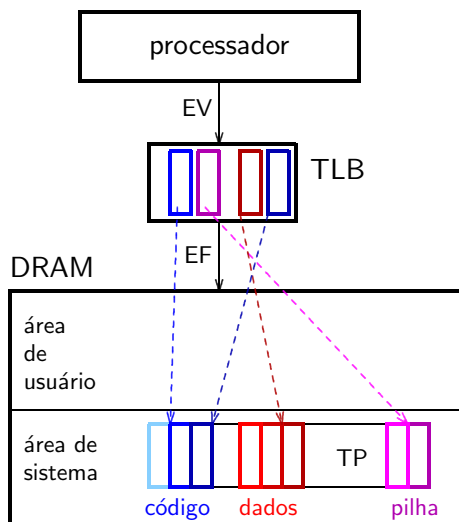 processador
EV
TLB
EF
DRAM
área
de
usuário
área de
sistema
TP
código
dados
pilha